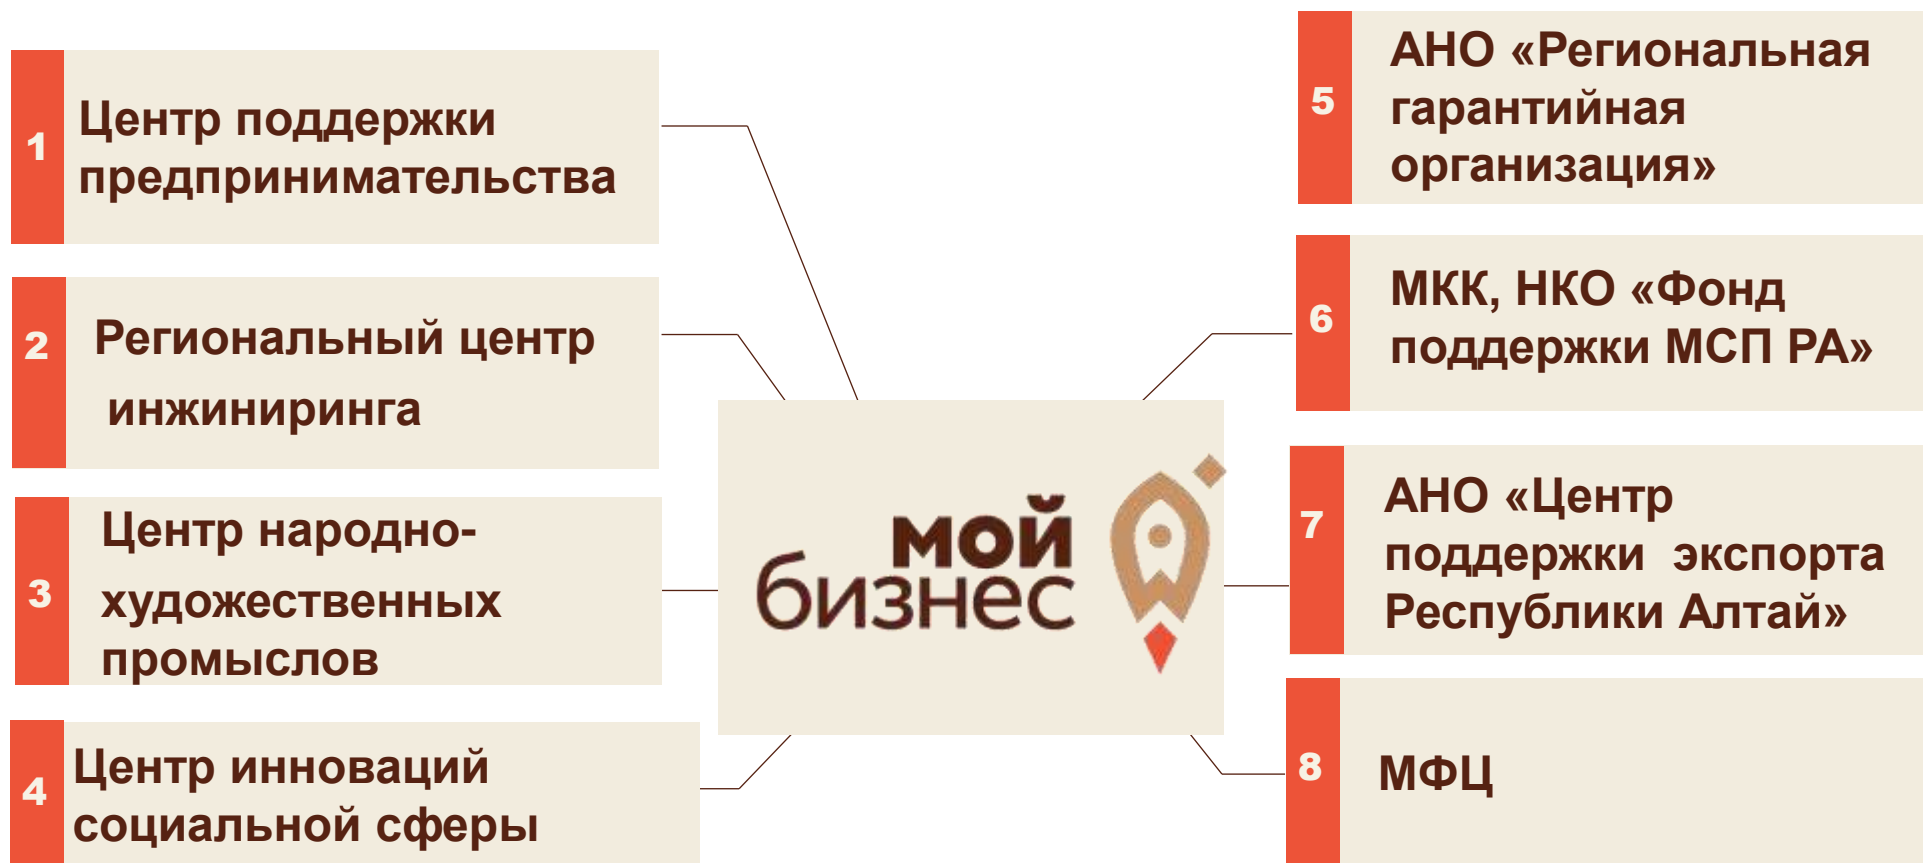 1
Центр поддержки
предпринимательства
2
Региональный центр
инжиниринга
3
Центр народно-
художественных
промыслов
4
Центр инноваций
социальной сферы
мой
бизнес
5
АНО «Региональная
гарантийная
организация»
6
МКК, НКО «Фонд
поддержки МСП РА»
7
АНО «Центр
поддержки экспорта
Республики Алтай»
8
МФЦ